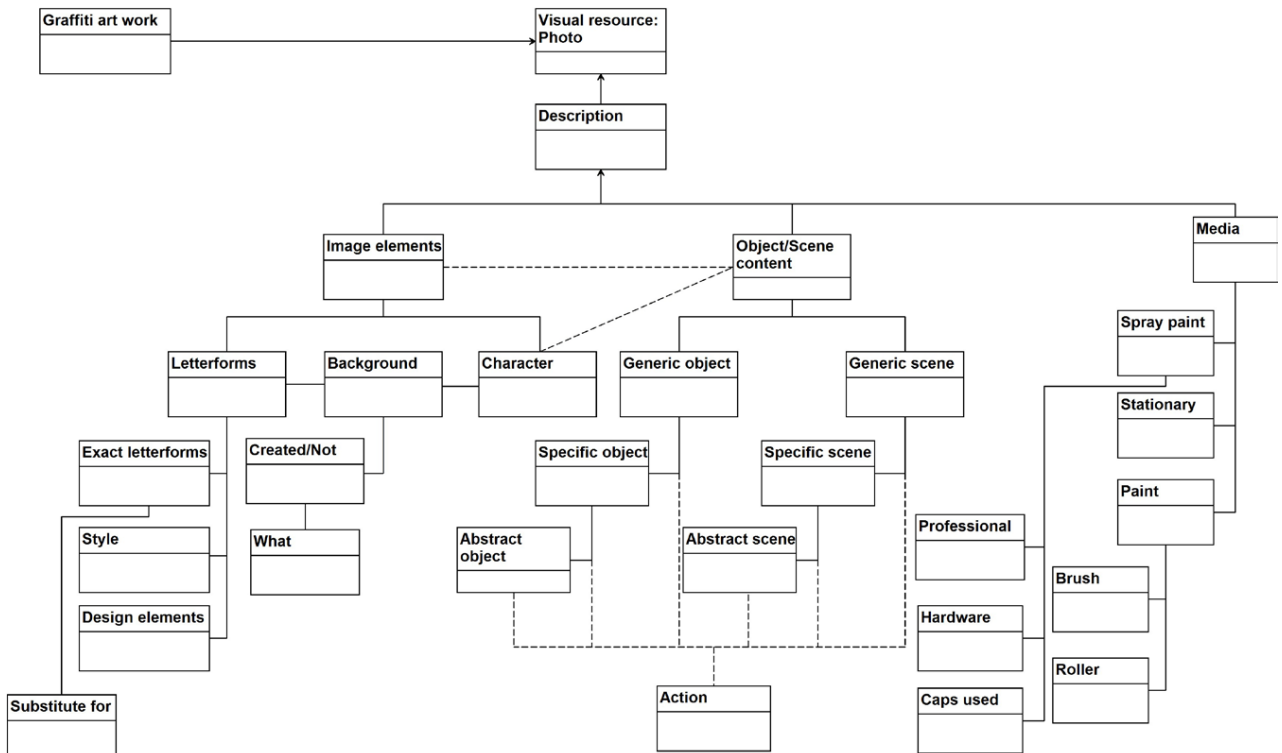 Graffiti art work
Visual resource:
Photo
Description
Image elements
Object/Scene
content
Media
Spray paint
Letterforms
Background
Character
Generic object
Generic scene
Stationary
Exact letterforms
Created/Not
Specific object
Specific scene
Paint
Professional
Style
What
Abstract
object
Abstract scene
Brush
Design elements
Hardware
Roller
Substitute for
Action
Caps used